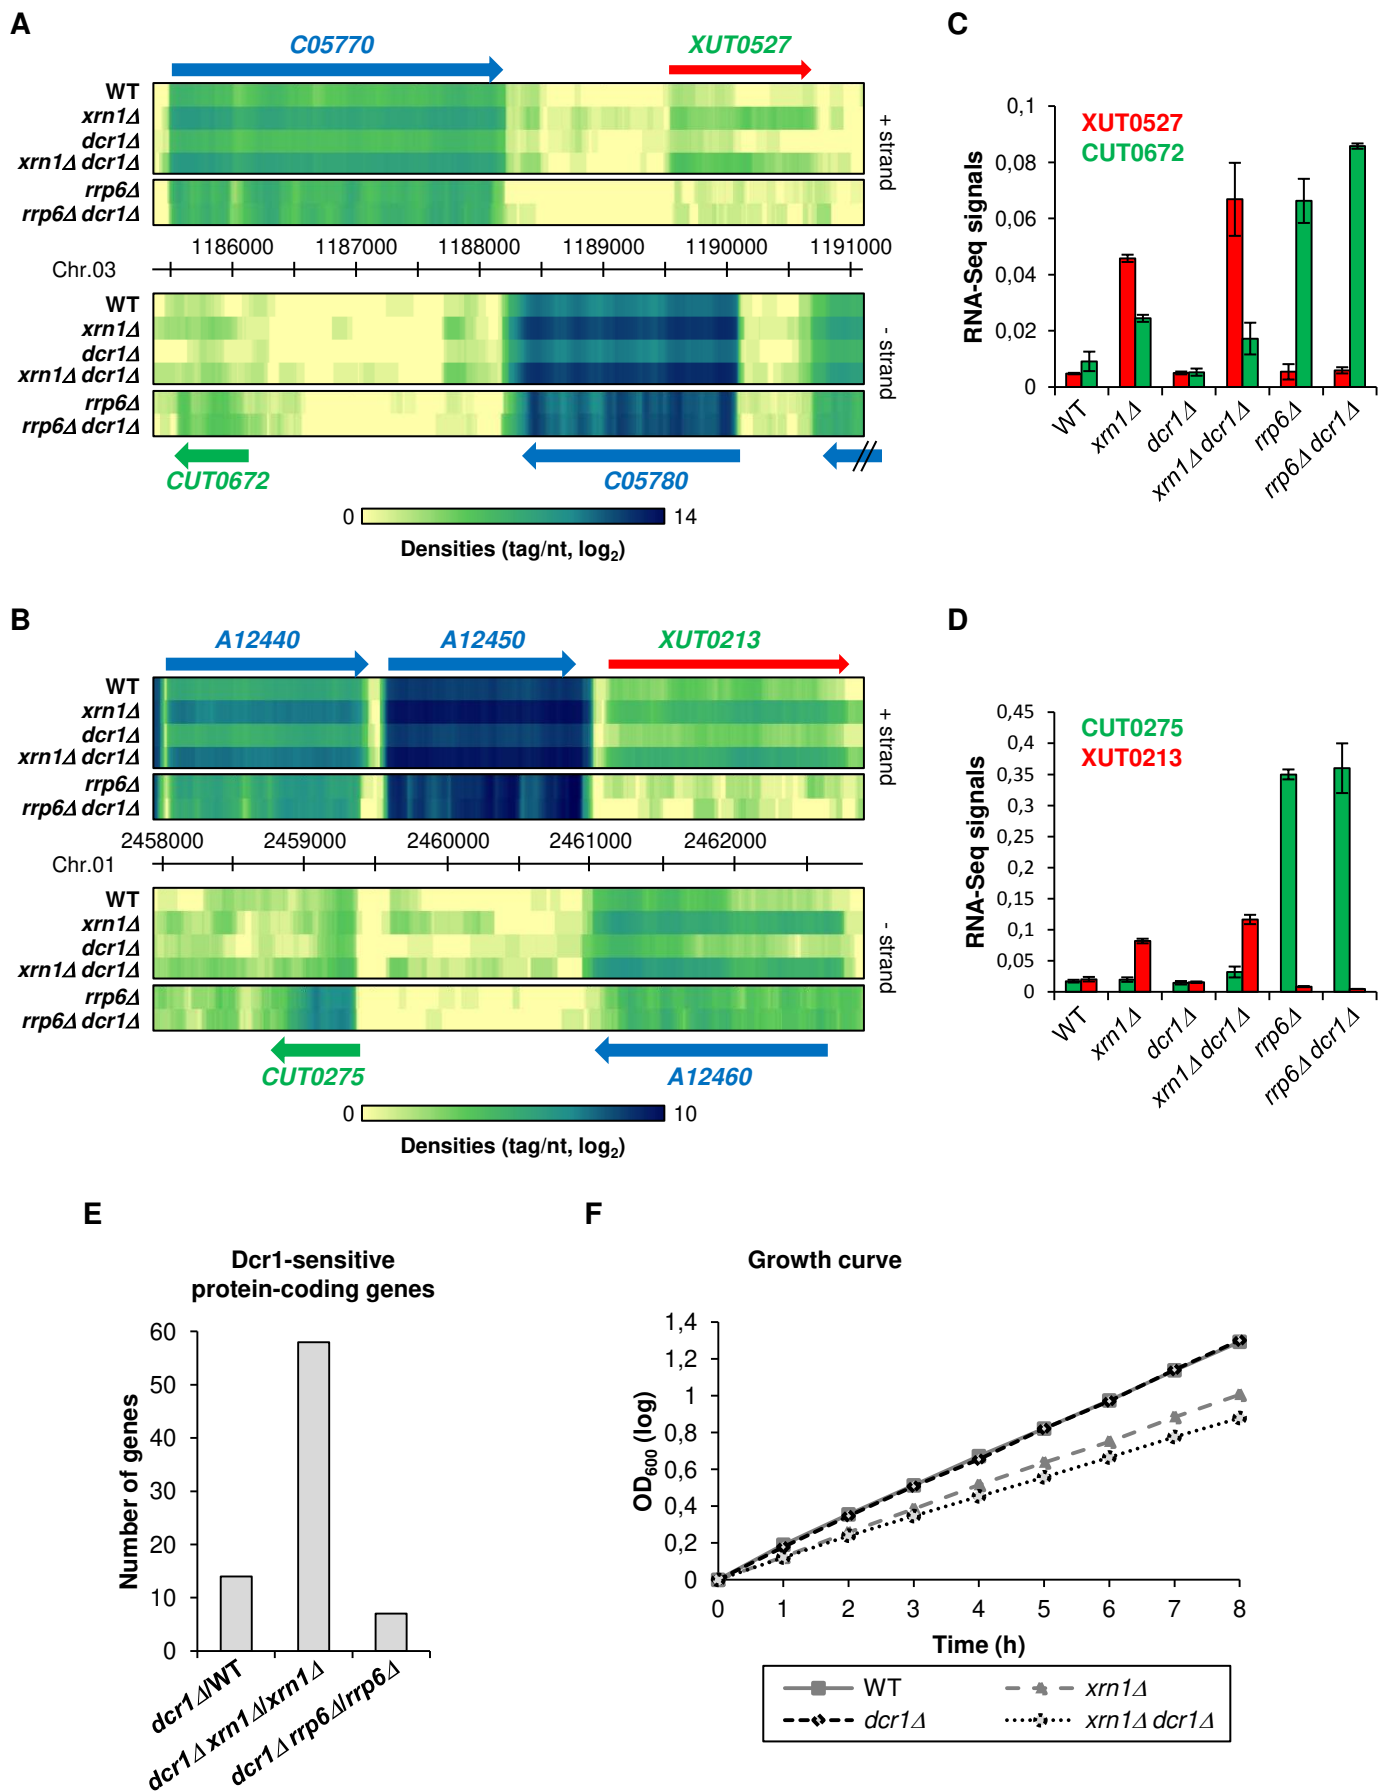 A
C05770
XUT0527
WT
xrn1Δ
dcr1Δ
xrn1Δ dcr1Δ
rrp6Δ
rrp6Δ dcr1Δ
+ strand
1186000 1187000 1188000 1189000 1190000 1191000
Chr.03
WT
xrn1Δ
dcr1Δ
xrn1Δ dcr1Δ
rrp6Δ
rrp6Δ dcr1Δ
- strand
CUT0672
C05780
0 14
Densities (tag/nt, log2)
C
XUT0527
CUT0672
RNA-Seq signals
0,1
0,08
0,06
0,04
0,02
0
WT
xrn1Δ
dcr1Δ
xrn1Δ dcr1Δ
rrp6Δ
rrp6Δ dcr1Δ
B
A12440
A12450
XUT0213
WT
xrn1Δ
dcr1Δ
xrn1Δ dcr1Δ
rrp6Δ
rrp6Δ dcr1Δ
+ strand
2458000 2459000 2460000 2461000 2462000
Chr.01
WT
xrn1Δ
dcr1Δ
xrn1Δ dcr1Δ
rrp6Δ
rrp6Δ dcr1Δ
- strand
CUT0275
A12460
0 10
Densities (tag/nt, log2)
D
CUT0275
XUT0213
RNA-Seq signals
0,45
0,4
0,35
0,3
0,25
0,2
0,15
0,1
0,05
0
WT
xrn1Δ
dcr1Δ
xrn1Δ dcr1Δ
rrp6Δ
rrp6Δ dcr1Δ
E
Dcr1-sensitive
protein-coding genes
Number of genes
60
50
40
30
20
10
0
dcr1Δ/WT
dcr1Δ xrn1Δ/xrn1Δ
dcr1Δ rrp6Δ/rrp6Δ
F
Growth curve
OD600 (log)
1,4
1,2
1
0,8
0,6
0,4
0,2
0
0 1 2 3 4 5 6 7 8
Time (h)
WT
xrn1Δ
dcr1Δ
xrn1Δ dcr1Δ